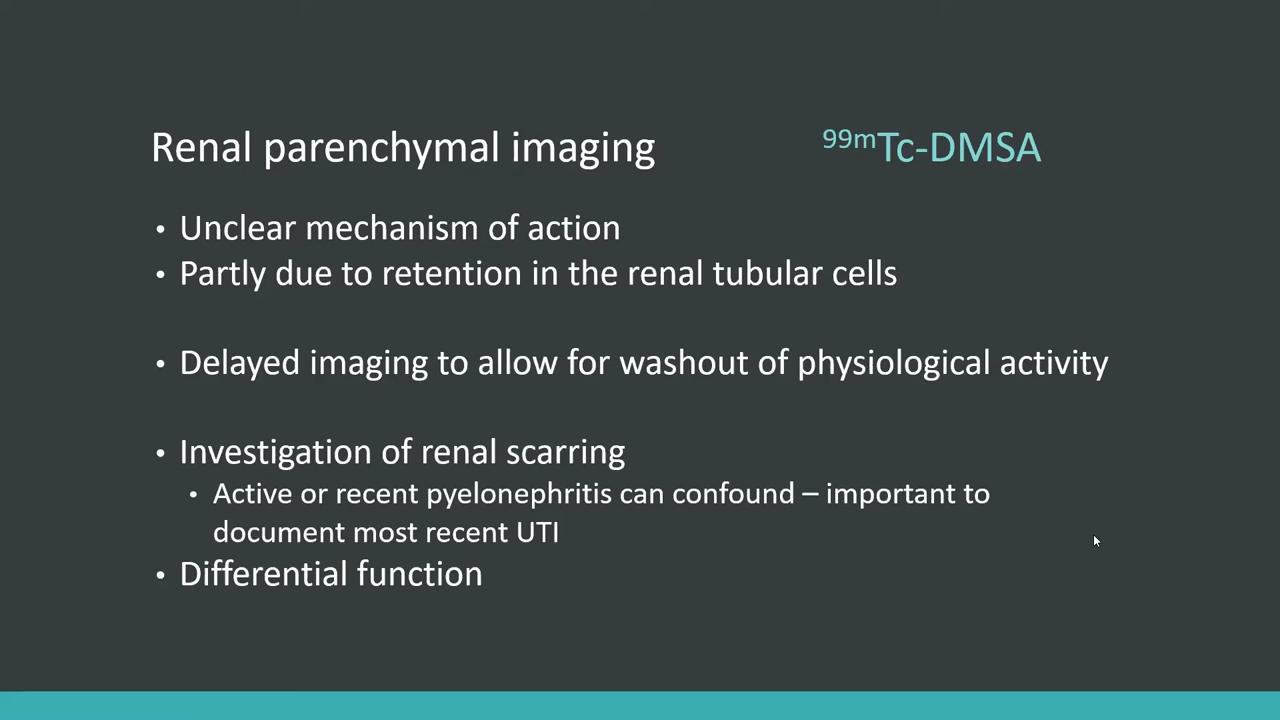 Renal parenchymal imaging
⁹⁹ᵐTc-DMSA
• Unclear mechanism of action
• Partly due to retention in the renal tubular cells
• Delayed imaging to allow for washout of physiological activity
• Investigation of renal scarring
• Active or recent pyelonephritis can confound – important to
document most recent UTI
• Differential function